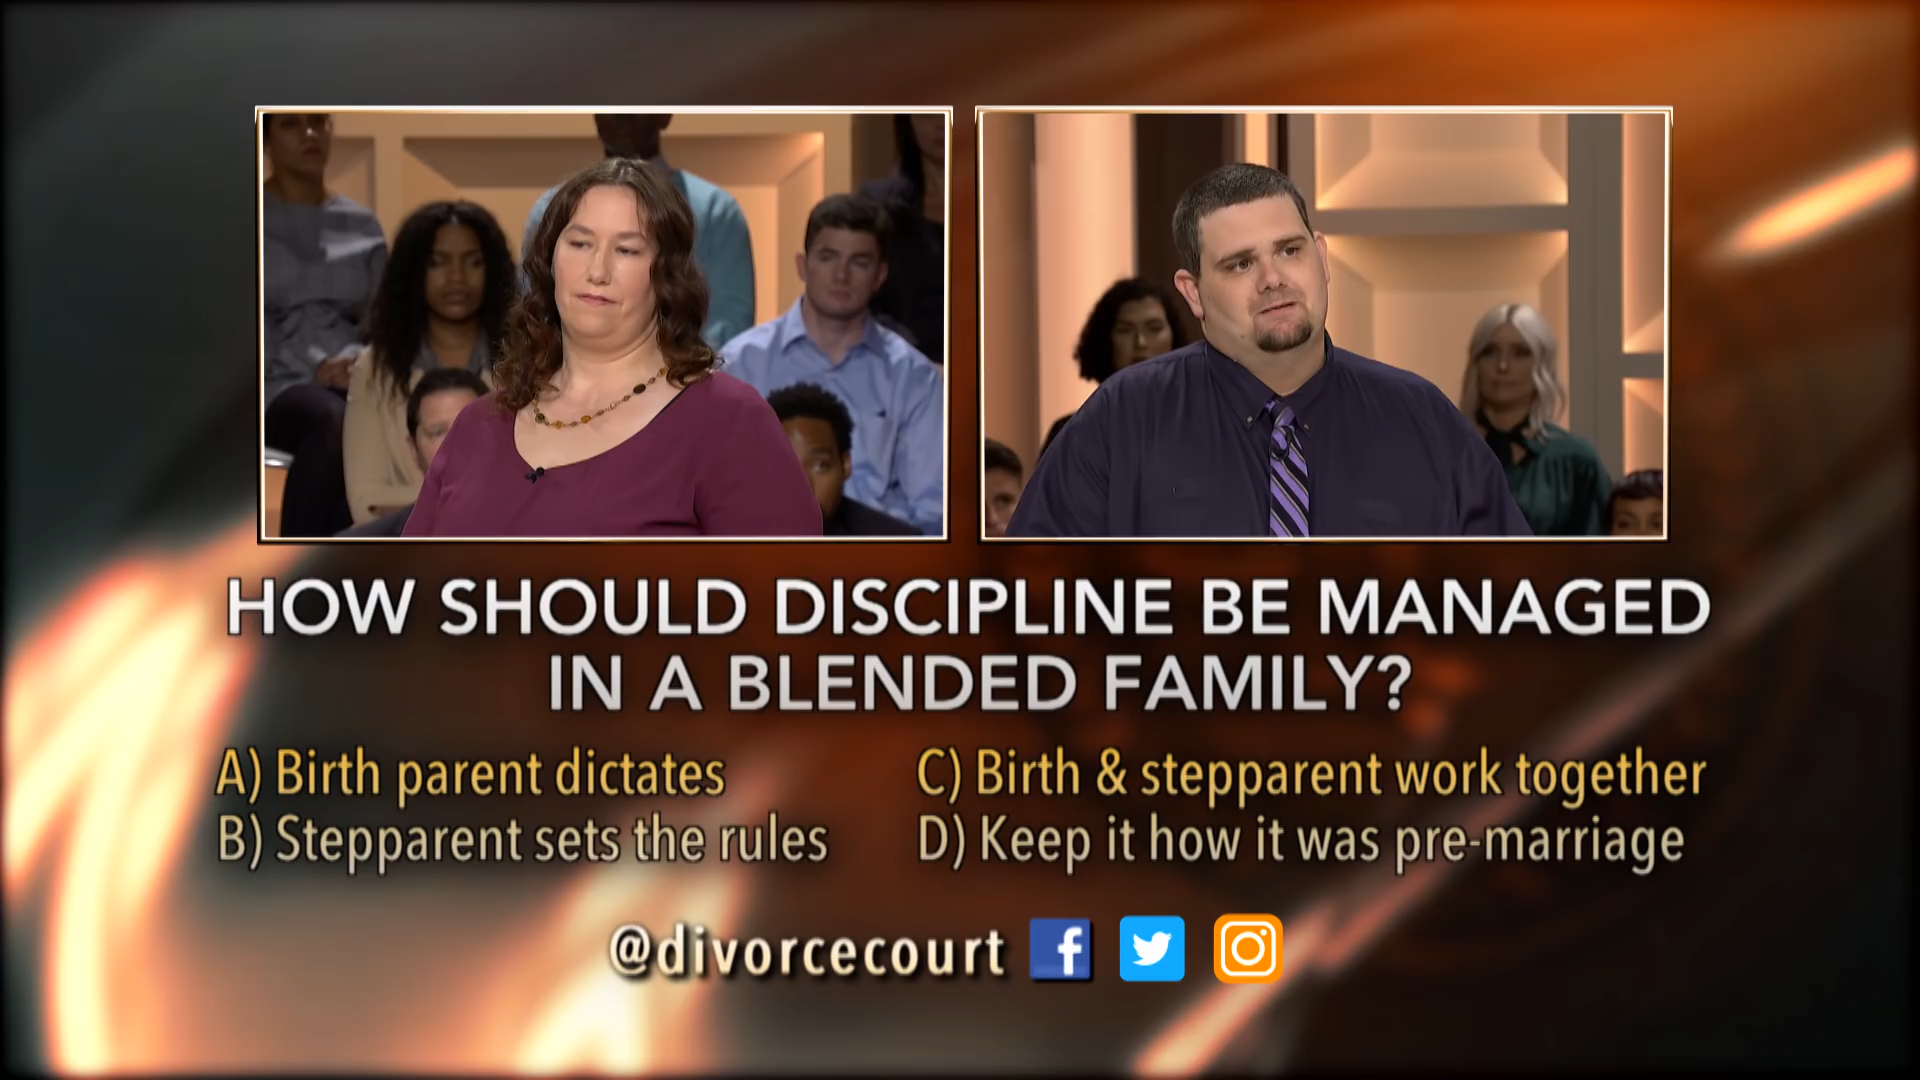 HOW SHOULD DISCIPLINE BE MANAGED
IN A BLENDED FAMILY?
A) Birth parent dictates
B) Stepparent sets the rules
C) Birth & stepparent work together
D) Keep it how it was pre-marriage
@divorcecourt